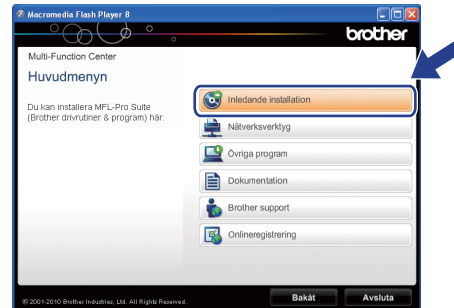 Macromedia Flash Player 8
brother
Multi-Function Center
Huvudmenyn
Du kan installera MFL-Pro Suite
(Brother drivrutiner & program) här.
Inledande installation
Nätverksverktyg
Övriga program
Dokumentation
Brother support
Onlineregistrering
© 2001-2010 Brother Industries, Ltd. All Rights Reserved.
Bakåt
Avsluta